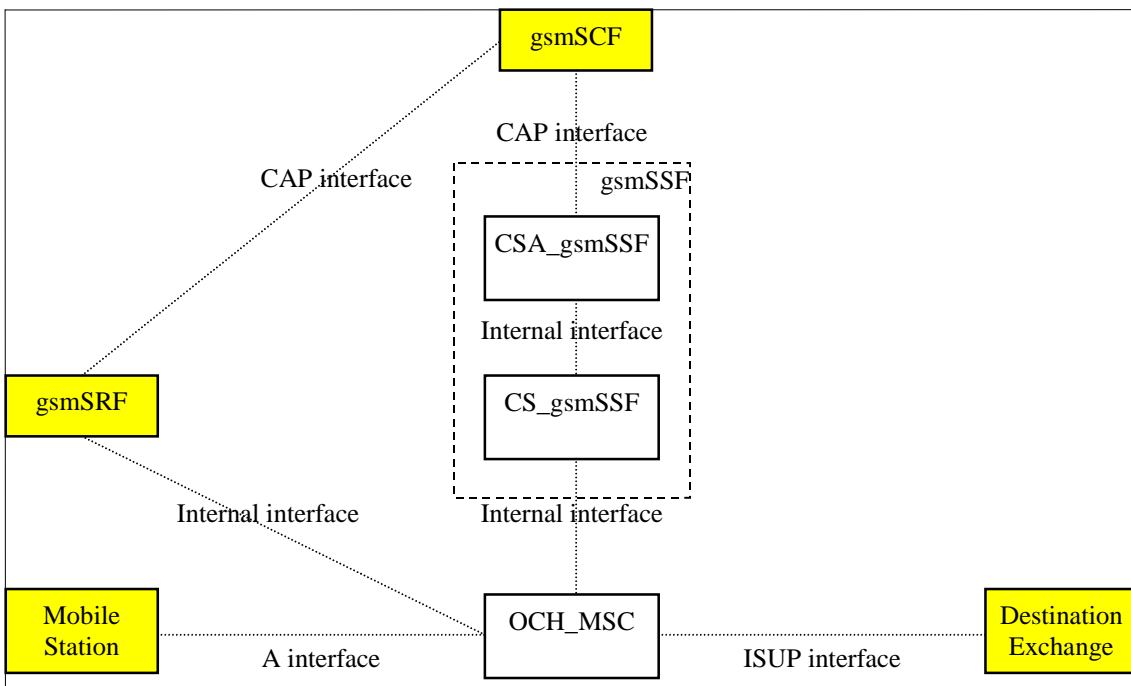 gsmSCF
CAP interface
CAP interface
gsmSSF
CSA_gsmSSF
Internal interface
gsmSRF
CS_gsmSSF
Internal interface
Internal interface
Mobile
Station
OCH_MSC
Destination
Exchange
A interface
ISUP interface